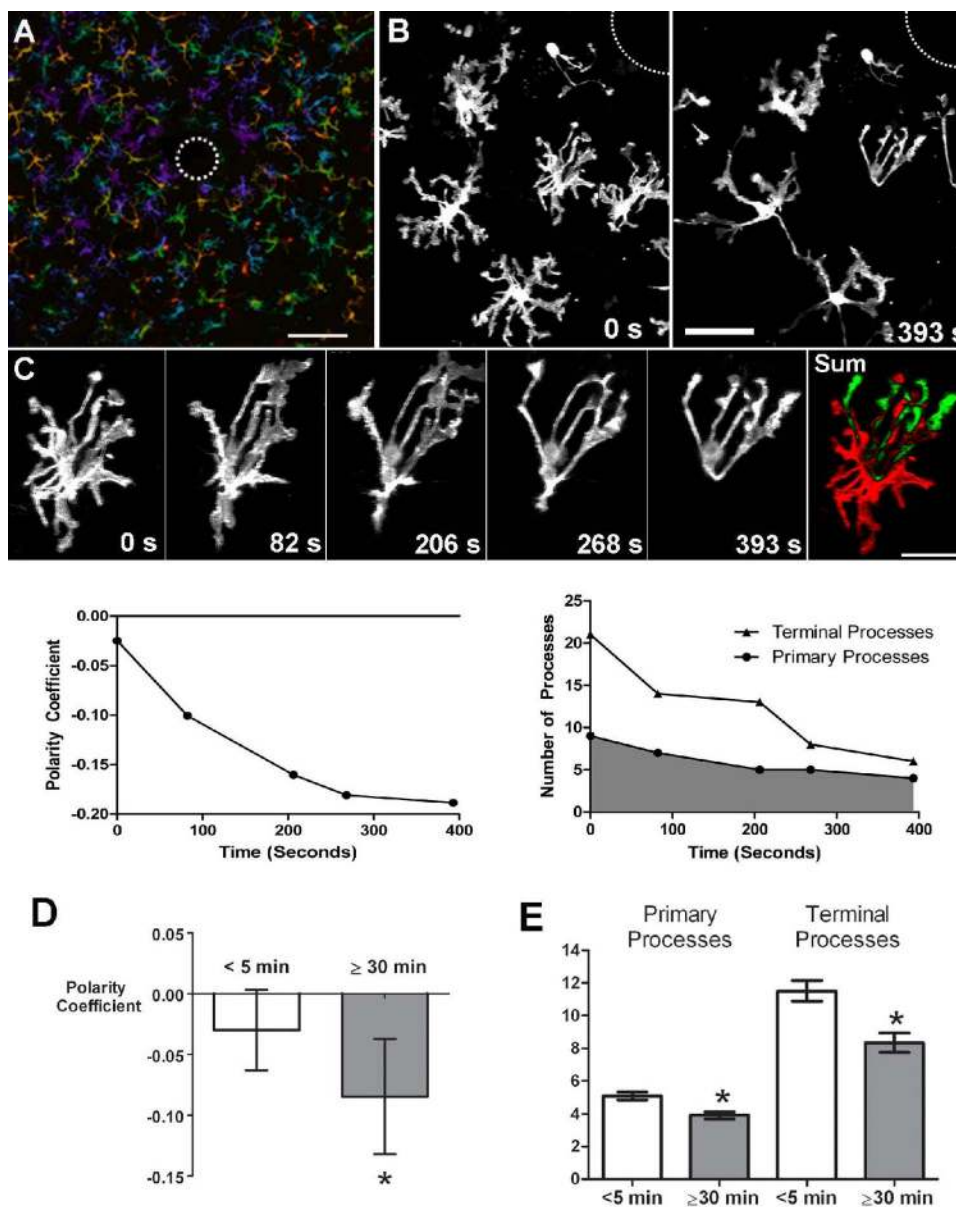 A
B
0 s
393 s
C
0 s
82 s
206 s
268 s
393 s
Sum
Polarity Coefficient
0.00
-0.05
-0.10
-0.15
-0.20
0 100 200 300 400
Time (Seconds)
Number of Processes
25
20
15
10
5
0
Terminal Processes
Primary Processes
0 100 200 300 400
Time (Seconds)
D
Polarity
Coefficient
0.05
0.00
-0.05
-0.10
-0.15
< 5 min ≥ 30 min
*
E
Primary
Processes
Terminal
Processes
14
12
10
8
6
4
2
0
*
*
<5 min ≥30 min <5 min ≥30 min